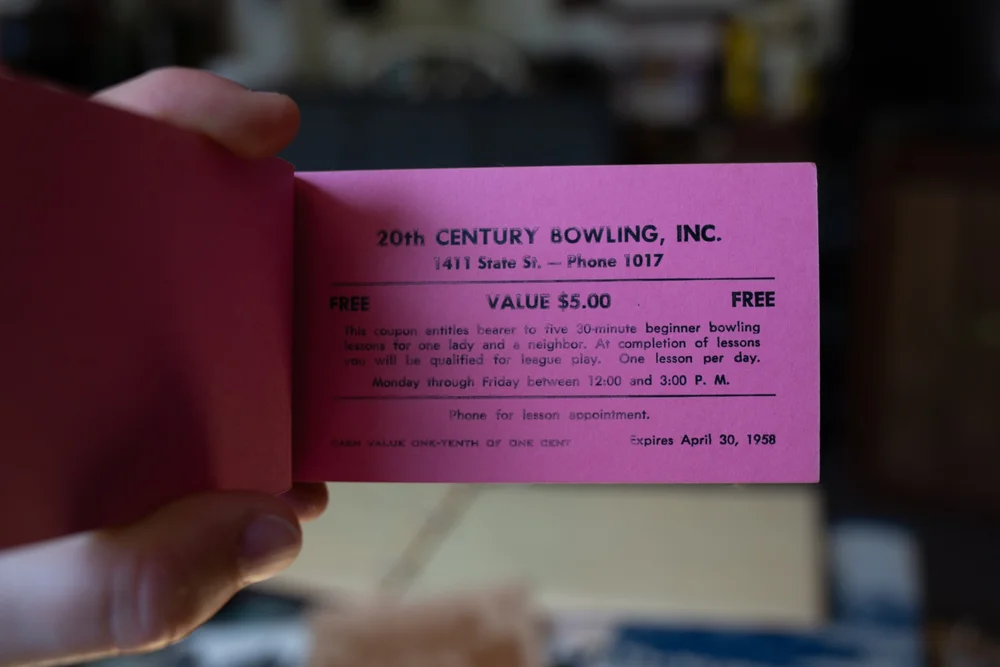 20th CENTURY BOWLING, INC.
1411 State St. — Phone 1017
FREE VALUE $5.00 FREE
This coupon entities bearer to five 30-minute beginner bowling
lessons for one lady and a neighbor. At completion of lessons
you will be qualified for league play. One lesson per day.
Monday through Friday between 12:00 and 3:00 P. M.
Phone for lesson appointment.
CASH VALUE ONE-TENTH OF ONE CENT Expires April 30, 1958